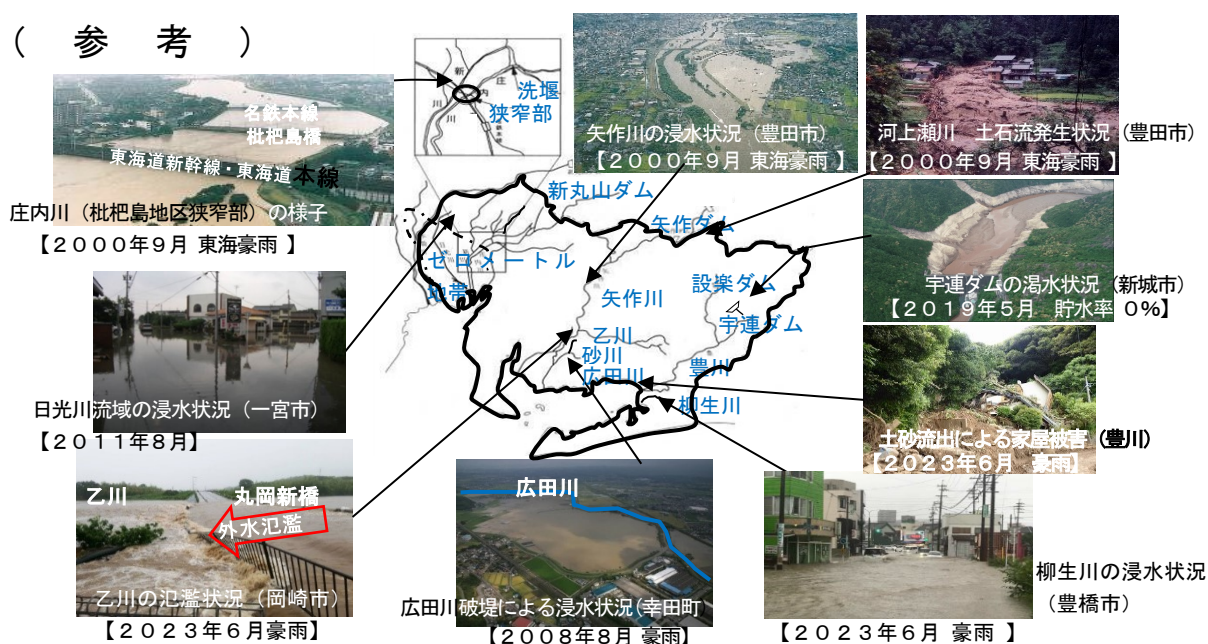 （ 参 考 ）
名鉄本線
枇杷島橋
東海道新幹線・東海道本線
庄内川（枇杷島地区狭窄部）の様子
【２０００年９月 東海豪雨 】
新
川
庄
内
川
洗堰
狭窄部
矢作川の浸水状況（豊田市）
【２０００年９月 東海豪雨 】
河上瀬川 土石流発生状況（豊田市）
【２０００年９月 東海豪雨 】
新丸山ダム
矢作ダム
ゼロメートル
地帯
矢作川
設楽ダム
宇連ダム
乙川
砂川
広田川
豊川
柳生川
宇連ダムの渇水状況（新城市）
【２０１９年５月 貯水率 ０％】
日光川流域の浸水状況（一宮市）
【２０１１年８月】
土砂流出による家屋被害（豊川）
【２０２３年６月 豪雨】
乙川
丸岡新橋
外水氾濫
乙川の氾濫状況（岡崎市）
【２０２３年６月豪雨】
広田川
広田川破堤による浸水状況（幸田町
【２００８年８月 豪雨】
柳生川の浸水状況
（豊橋市）
【２０２３年６月 豪雨 】